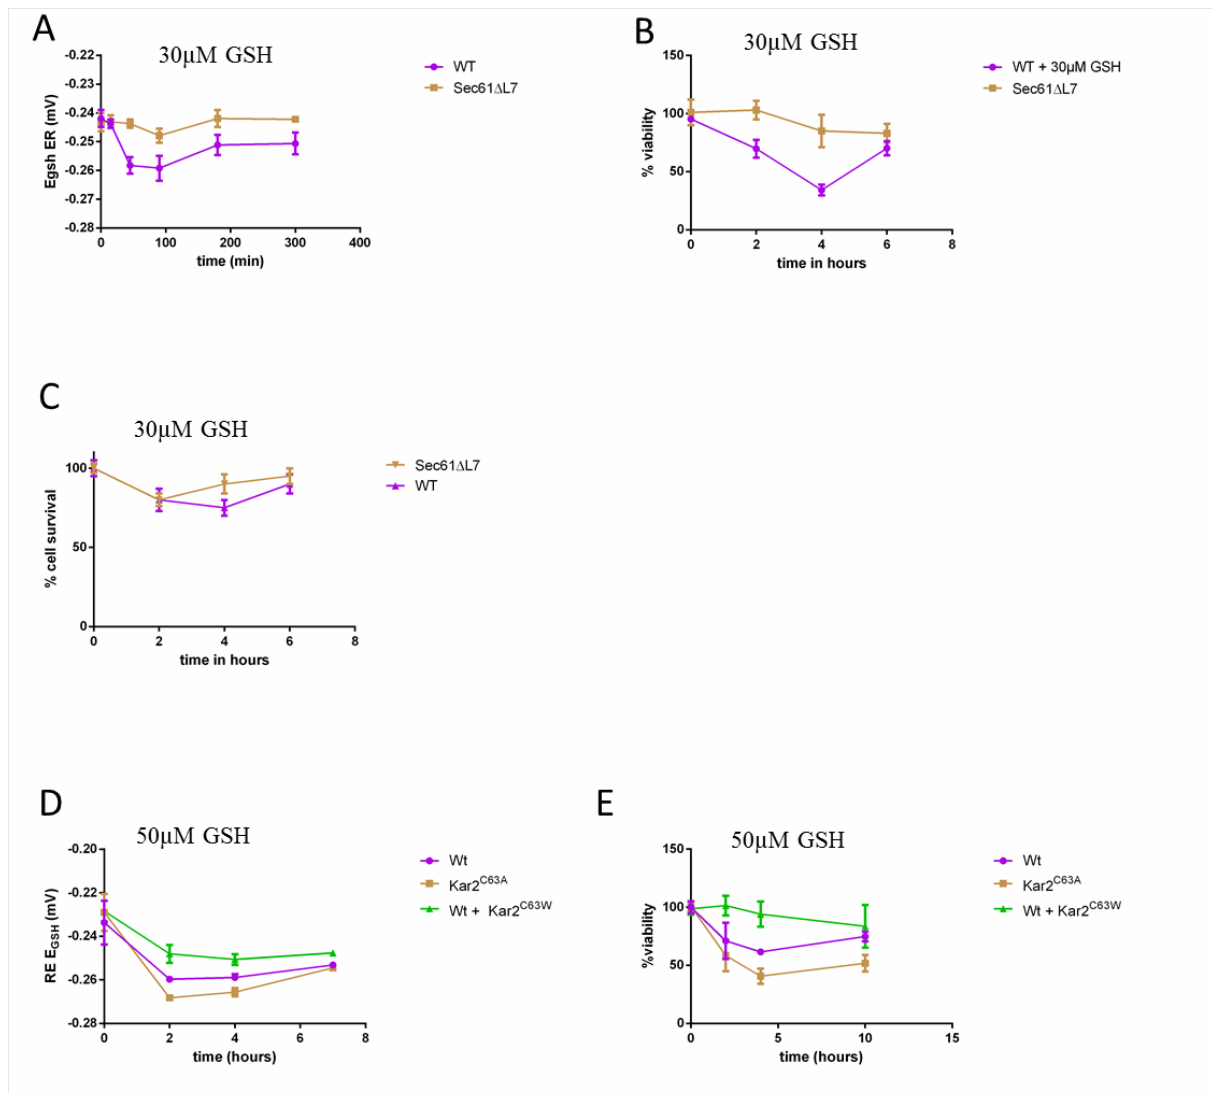 A
30µM GSH
-0.22
-0.23
-0.24
-0.25
-0.26
-0.27
-0.28
Egsh ER (mV)
0
100
200
300
400
time (min)
WT
Sec61ΔL7
B
30µM GSH
150
100
50
0
% viability
0
2
4
6
8
time in hours
WT + 30µM GSH
Sec61ΔL7
C
30µM GSH
100
50
0
% cell survival
0
2
4
6
8
time in hours
Sec61ΔL7
WT
D
50µM GSH
-0.20
-0.22
-0.24
-0.26
-0.28
RE EGSH (mV)
0
2
4
6
8
time (hours)
Wt
Kar2C63A
Wt + Kar2C63W
E
50µM GSH
150
100
50
0
%viability
0
5
10
15
time (hours)
Wt
Kar2C63A
Wt + Kar2C63W